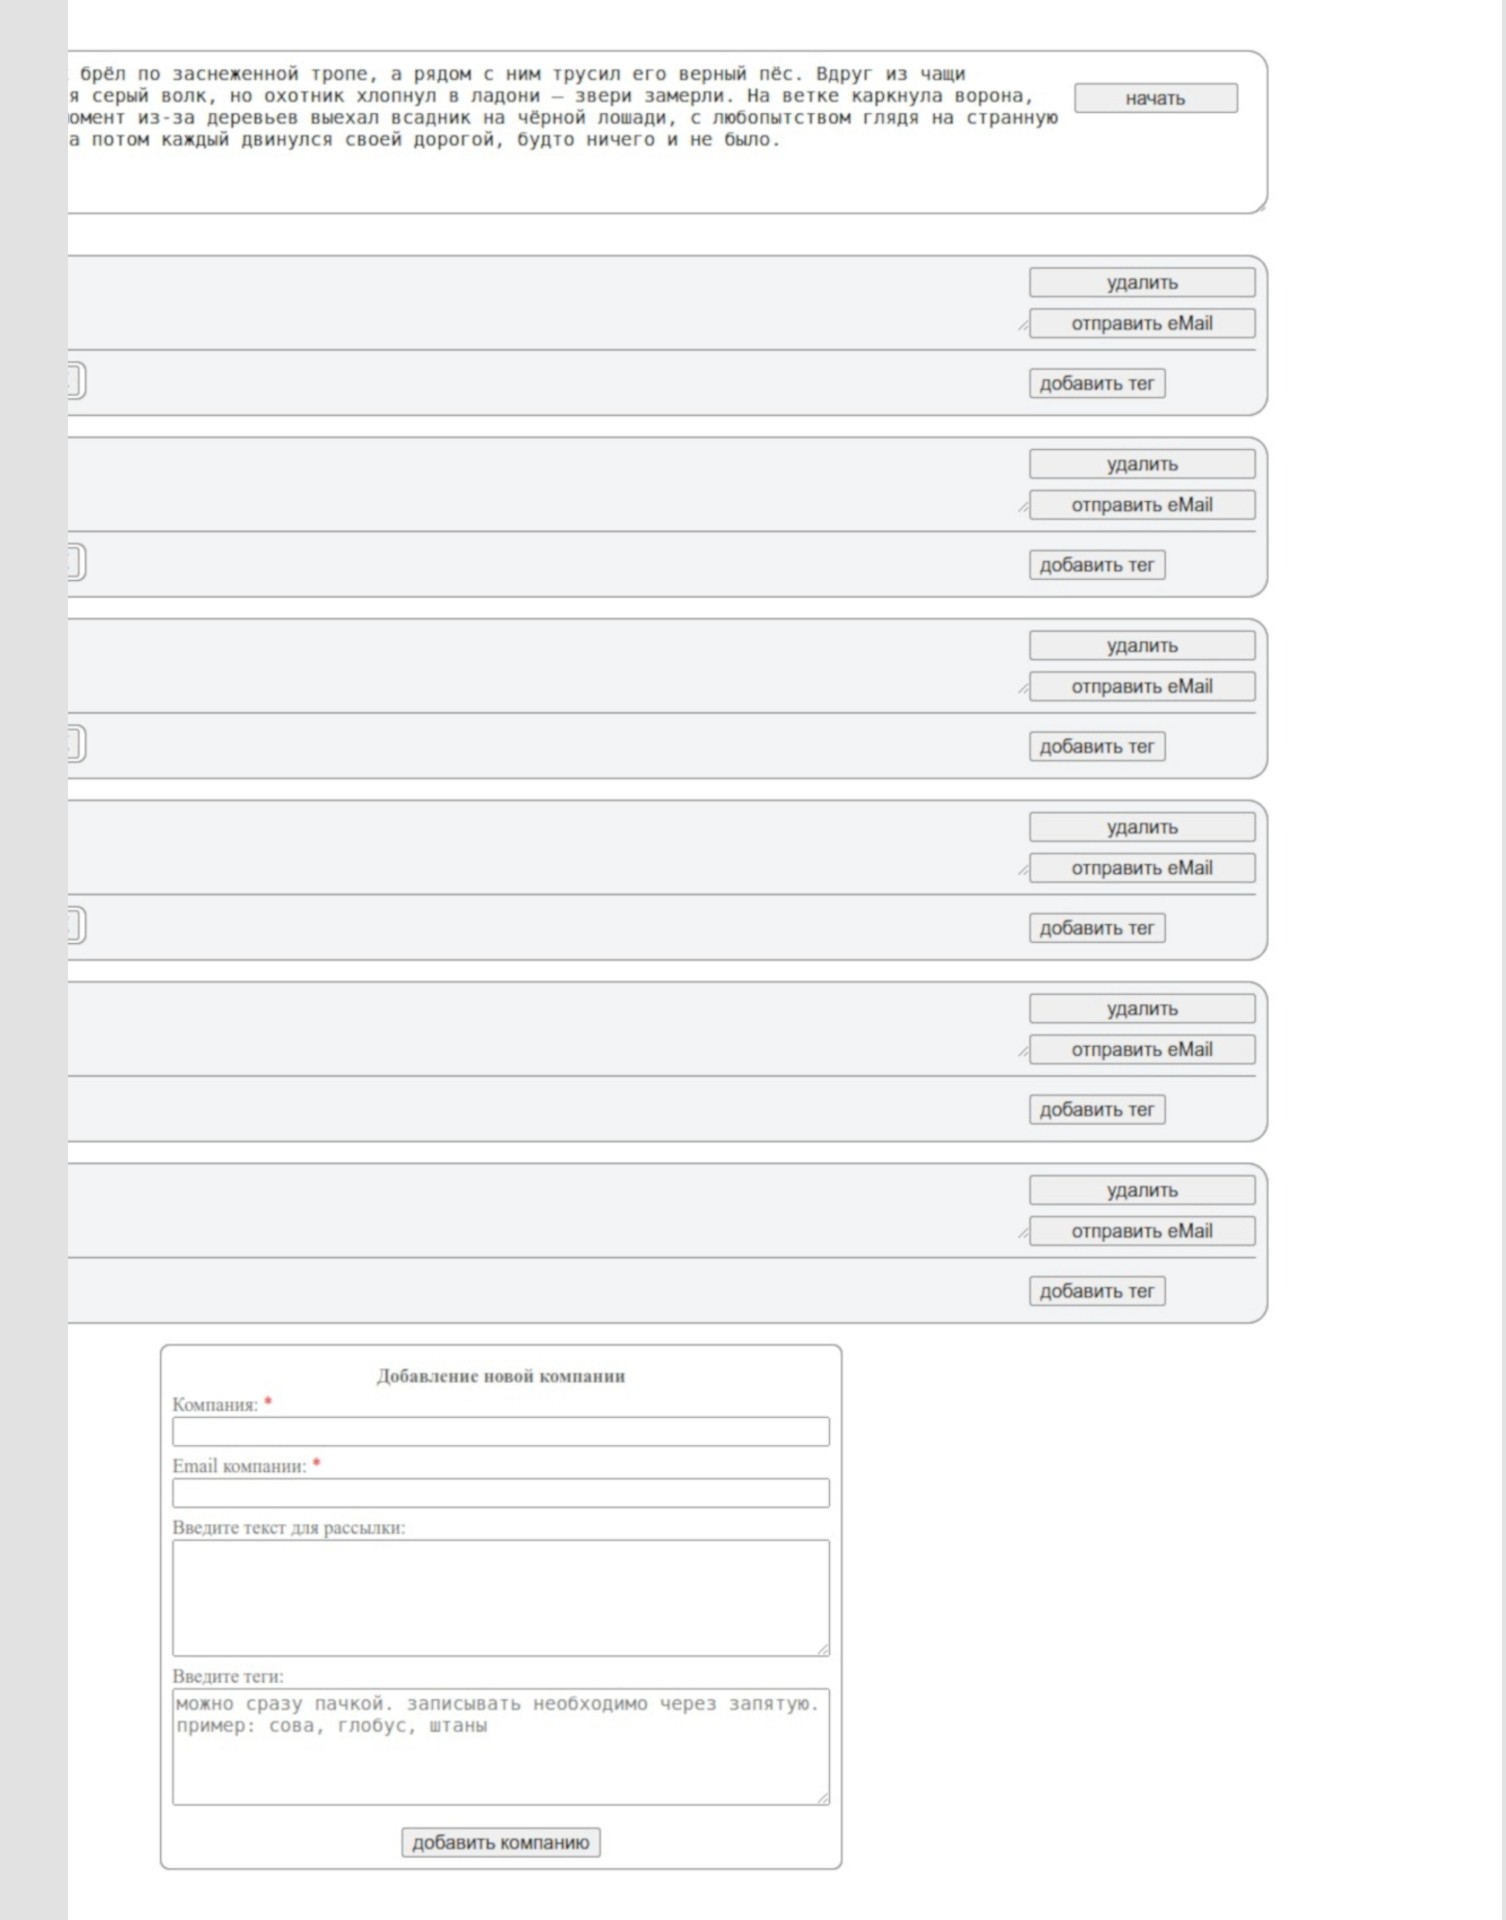 брёл по заснеженной тропе, а рядом с ним трусил его верный пёс. Вдруг из чащи
я серый волк, но охотник хлопнул в ладони – звери замерли. На ветке каркнула ворона,
омент из-за деревьев выехал всадник на чёрной лошади, с любопытством глядя на странную
а потом каждый двинулся своей дорогой, будто ничего и не было.
начать
удалить
отправить eMail
добавить тег
удалить
отправить eMail
добавить тег
удалить
отправить eMail
добавить тег
удалить
отправить eMail
добавить тег
удалить
отправить eMail
добавить тег
удалить
отправить eMail
добавить тег
Добавление новой компании
Компания: *
Email компании: *
Введите текст для рассылки:
Введите теги:
можно сразу пачкой. записывать необходимо через запятую.
пример: сова, глобус, штаны
добавить компанию